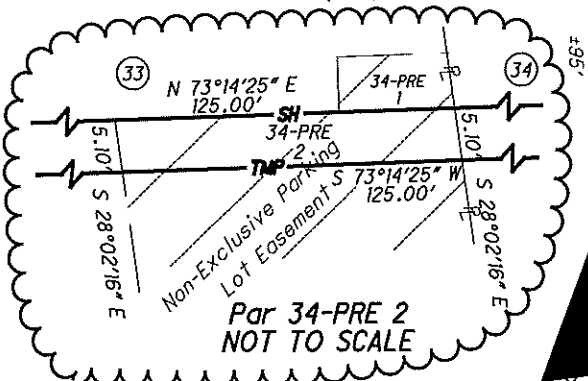 33
34
±95'
N 73°14'25" E
125.00'
34-PRE
1
SH
34-PRE
2
TMP
S 73°14'25" W
125.00'
5.10' S 28°02'16" E
5.10' S 28°02'16" E
PL
PL
Non-Exclusive Parking
Lot Easement
Par 34-PRE 2
NOT TO SCALE